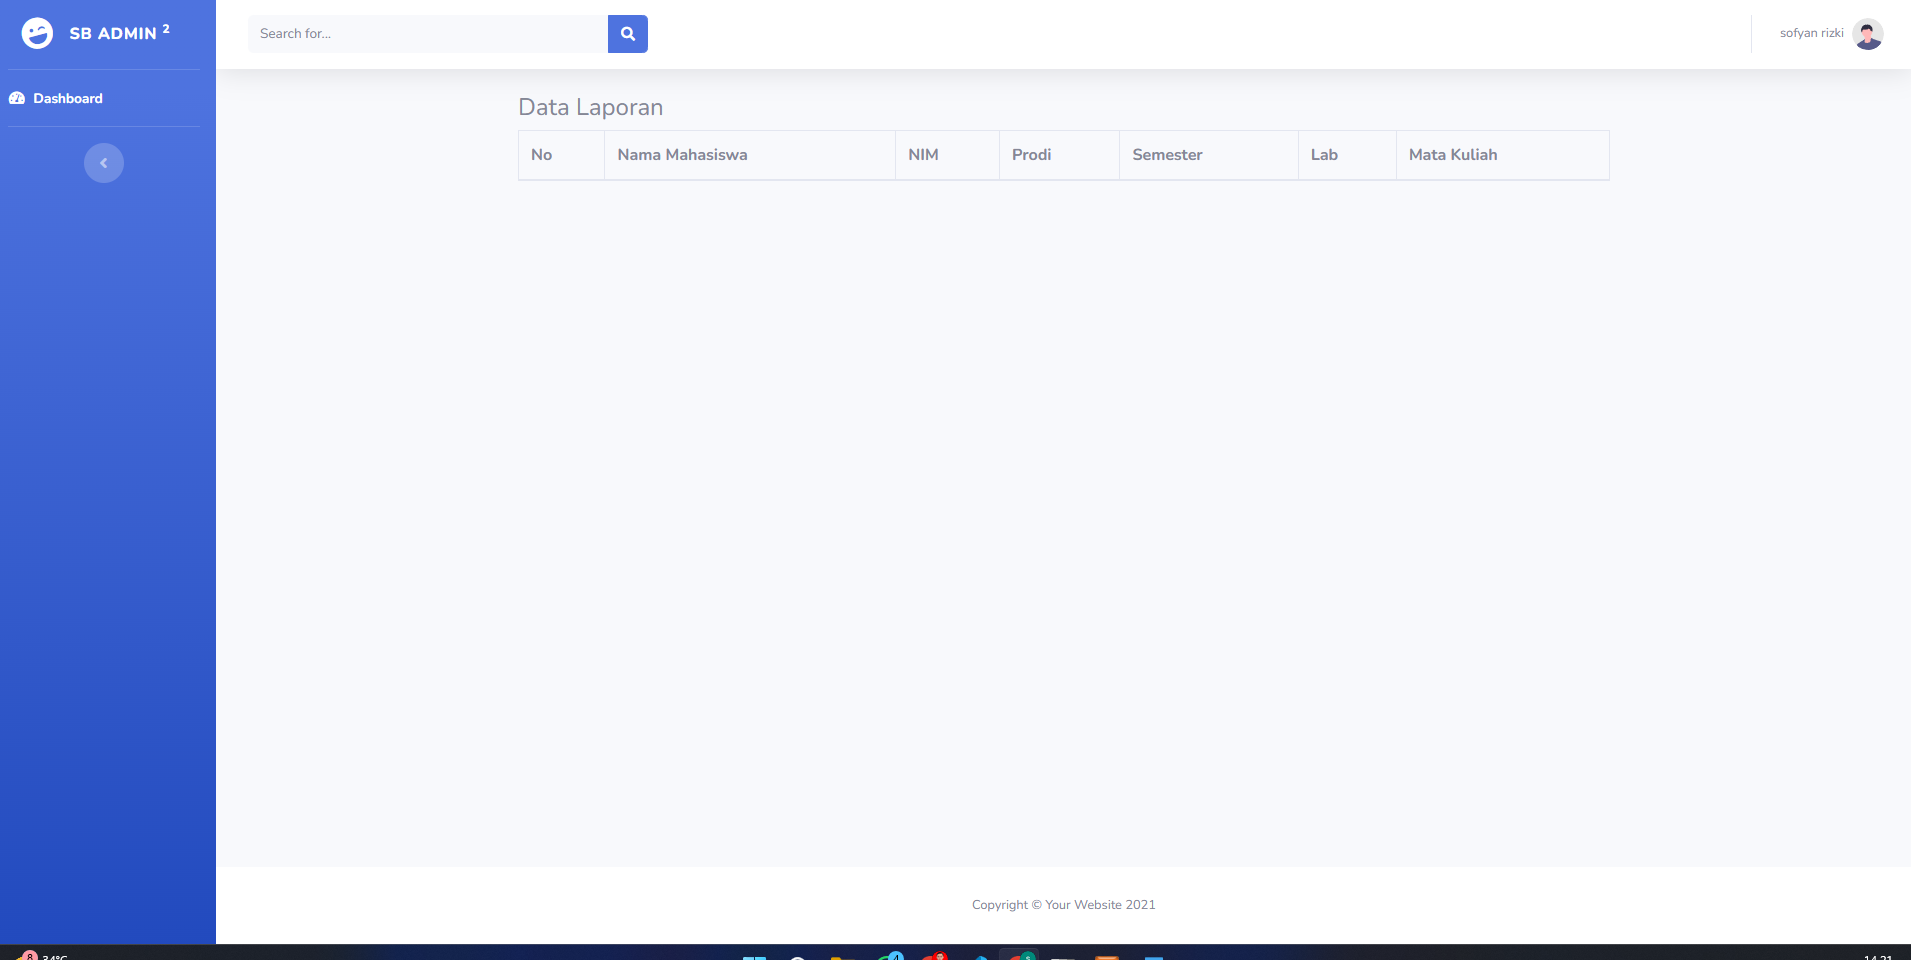 SB ADMIN 2
Search for...
sofyan rizki
Dashboard
Data Laporan
No Nama Mahasiswa NIM Prodi Semester Lab Mata Kuliah
Copyright © Your Website 2021
8 34°C
14.21